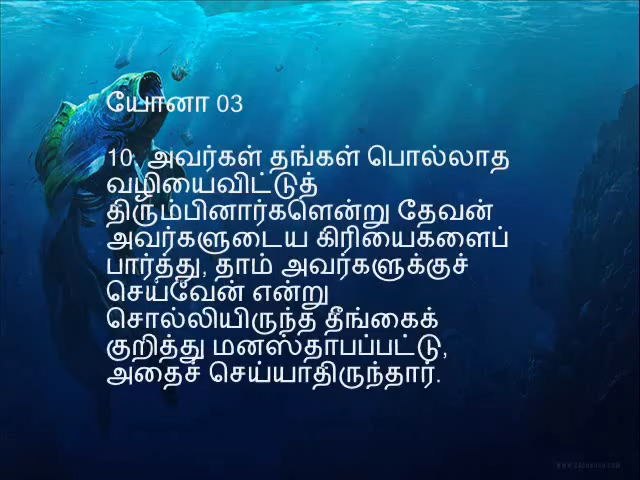 யோனா 03
10. அவர்கள் தங்கள் பொல்லாத
வழியைவிட்டுத்
திரும்பினார்களென்று தேவன்
அவர்களுடைய கிரியைகளைப்
பார்த்து, தாம் அவர்களுக்குச்
செய்வேன் என்று
சொல்லியிருந்த தீங்கைக்
குறித்து மனஸ்தாபப்பட்டு,
அதைச் செய்யாதிருந்தார்.